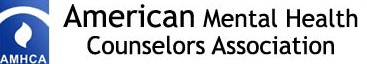 American Mental Health
Counselors Association
AMHCA